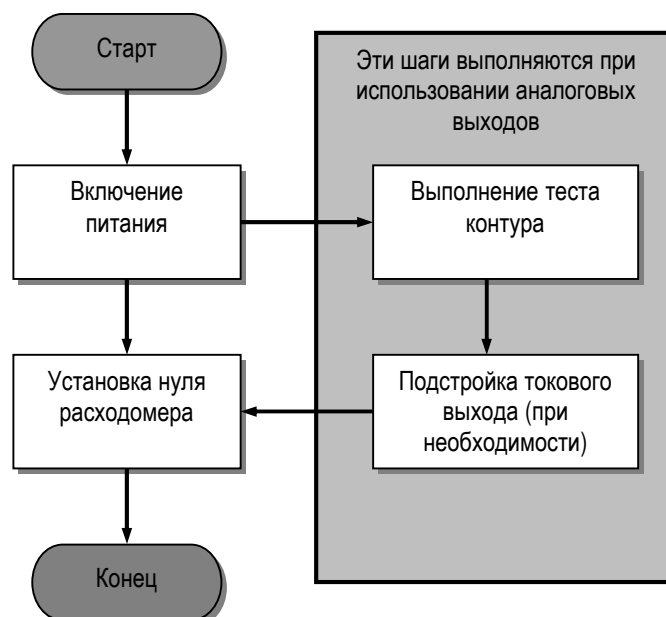 Старт
Эти шаги выполняются при
использовании аналоговых
выходов
Включение
питания
Выполнение теста
контура
Установка нуля
расходомера
Подстройка токового
выхода (при
необходимости)
Конец